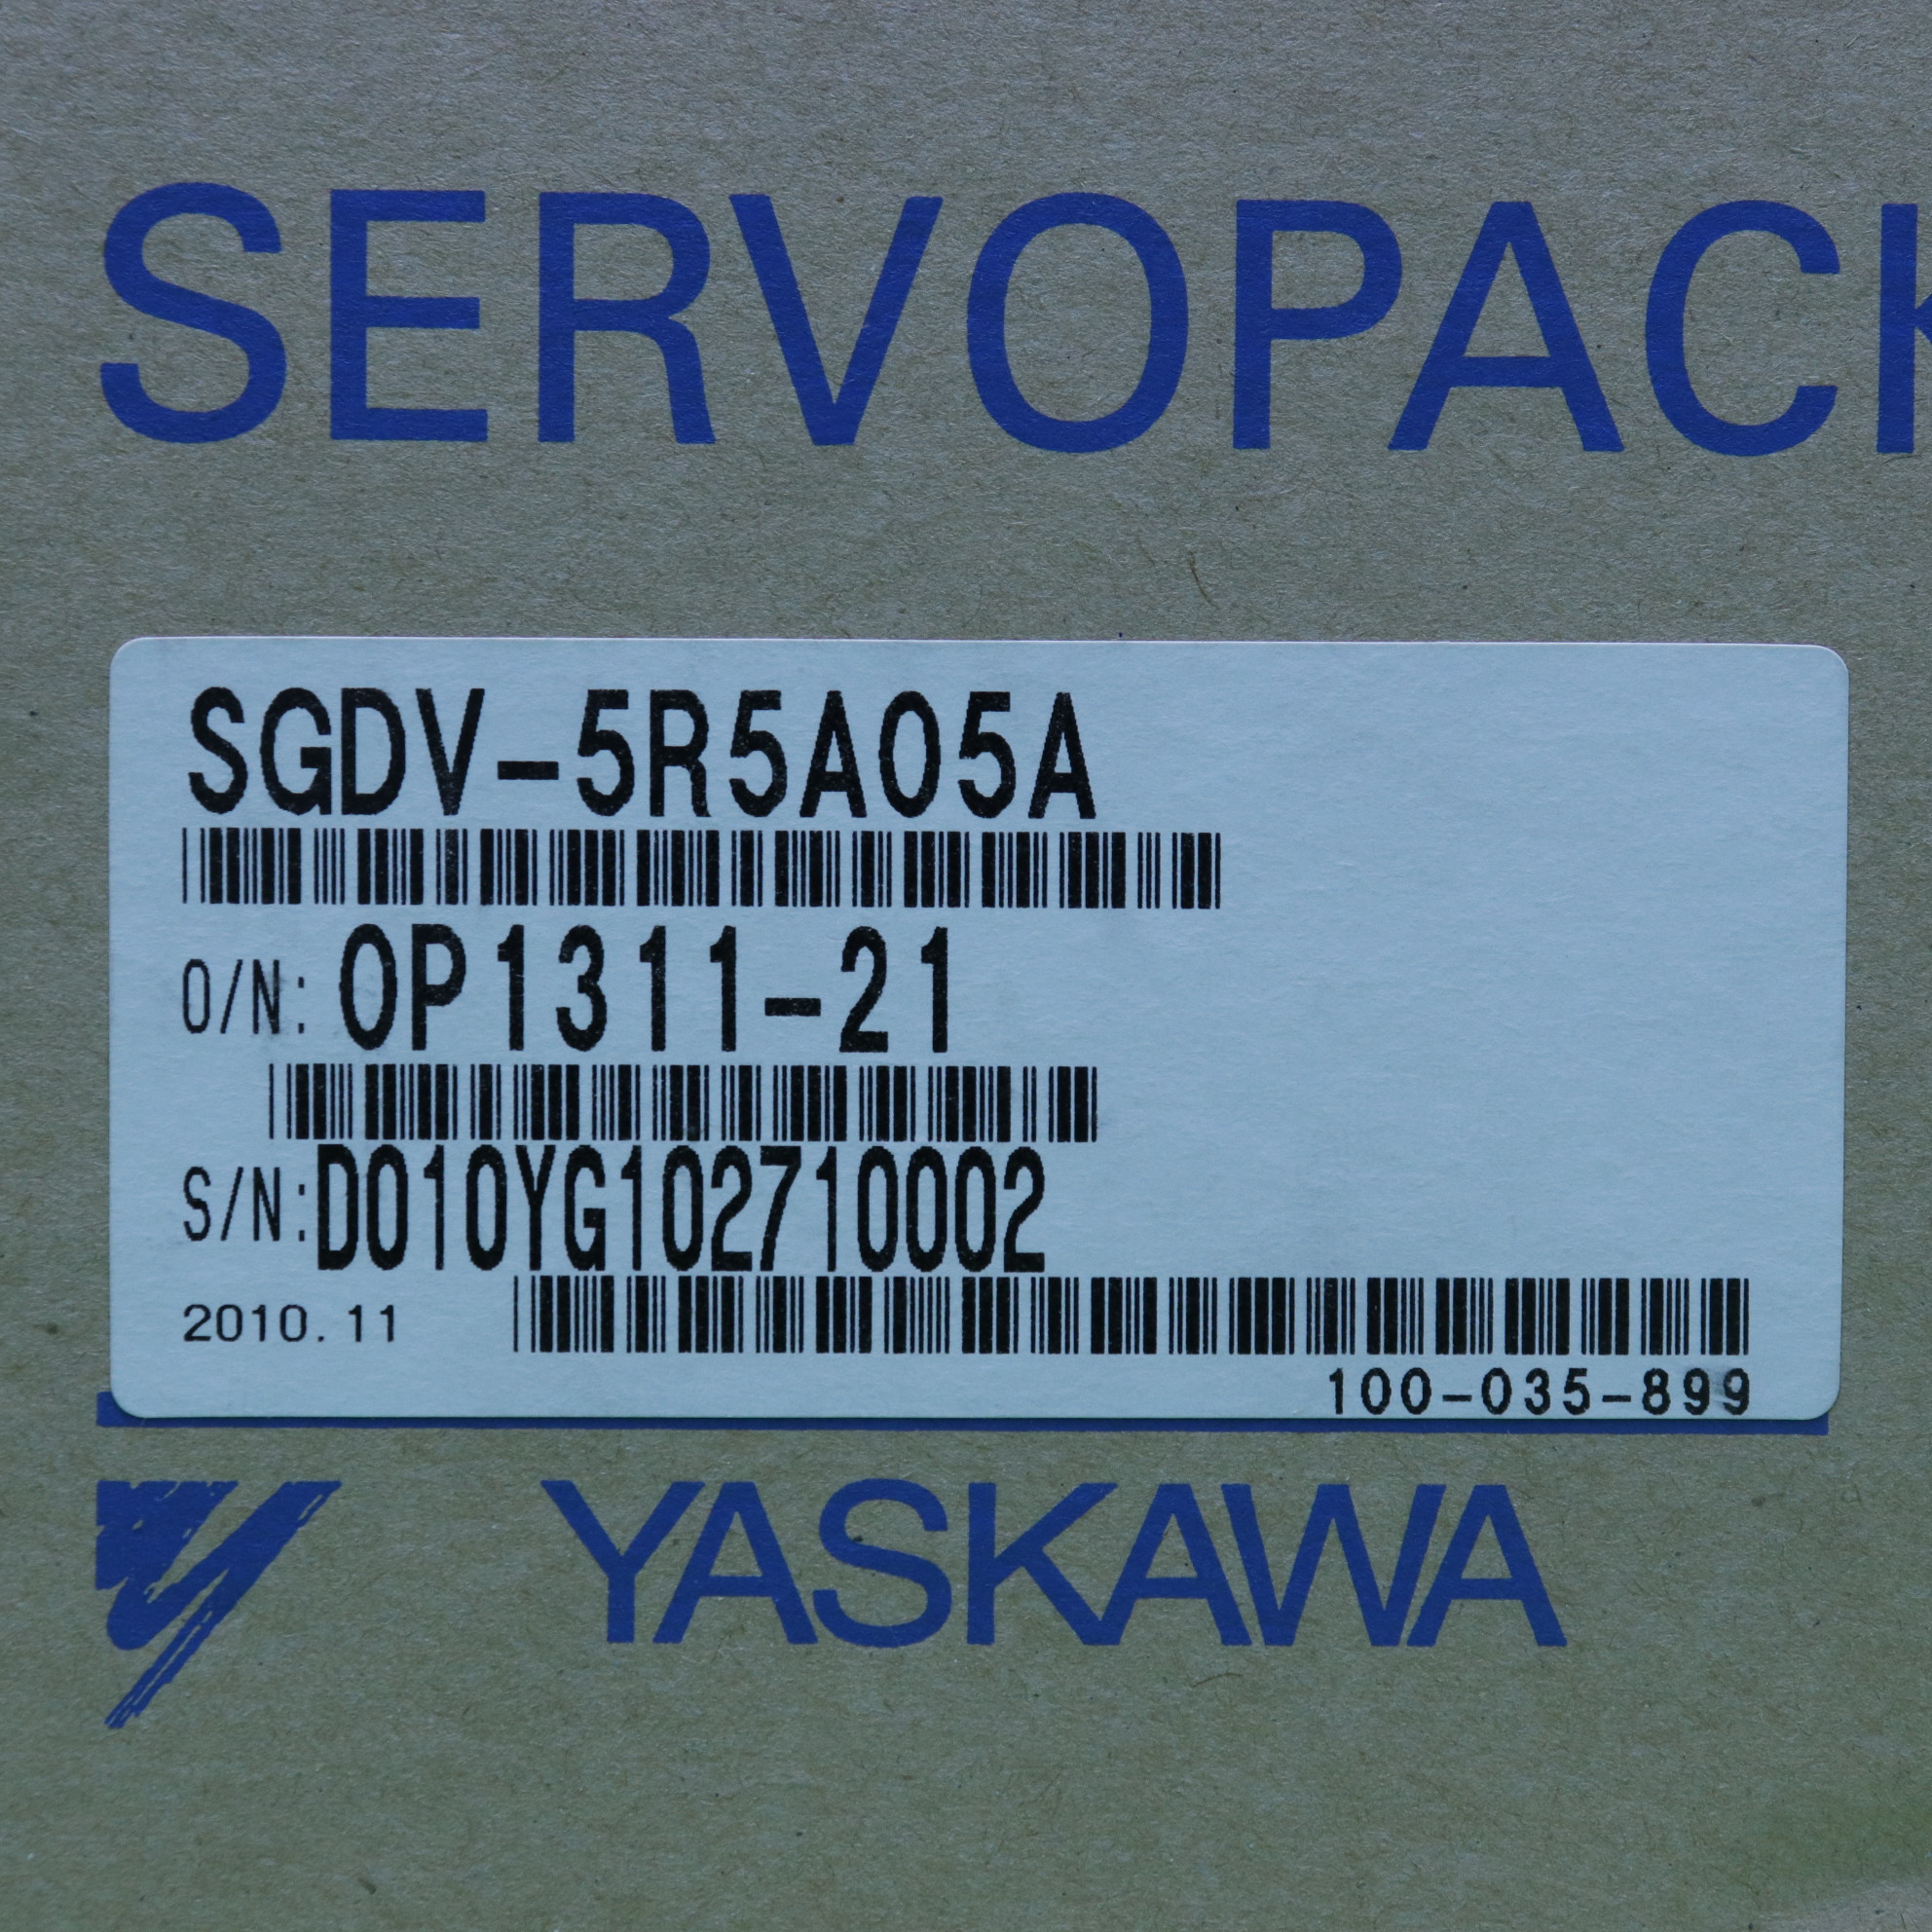 SERVOPACK
SGDV-5R5A05A
O/N: OP1311-21
S/N:D010YG102710002
2010.11
100-035-899
YASKAWA